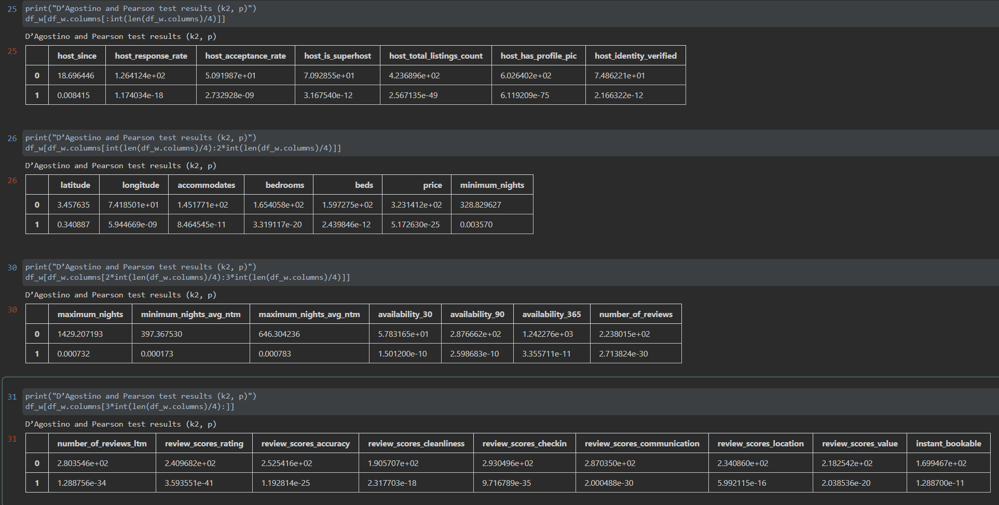 25 print("D’Agostino and Pearson test results (k2, p)")
df_w[df_w.columns[:int(len(df_w.columns)/4)]]
D’Agostino and Pearson test results (k2, p)
25 host_since host_response_rate host_acceptance_rate host_is_superhost host_total_listings_count host_has_profile_pic host_identity_verified
0 18.696446 1.264124e+02 5.091987e+01 7.092855e+01 4.236896e+02 6.026402e+02 7.486221e+01
1 0.008415 1.174034e-18 2.732928e-09 3.167540e-12 2.567135e-49 6.119209e-75 2.166322e-12
26 print("D’Agostino and Pearson test results (k2, p)")
df_w[df_w.columns[int(len(df_w.columns)/4):2*int(len(df_w.columns)/4)]]
D’Agostino and Pearson test results (k2, p)
26 latitude longitude accommodates bedrooms beds price minimum_nights
0 3.457635 7.418501e+01 1.451771e+02 1.654058e+02 1.597275e+02 3.231412e+02 328.829627
1 0.340887 5.944669e-09 8.464545e-11 3.319117e-20 2.439846e-12 5.172630e-25 0.003570
30 print("D’Agostino and Pearson test results (k2, p)")
df_w[df_w.columns[2*int(len(df_w.columns)/4):3*int(len(df_w.columns)/4)]]
D’Agostino and Pearson test results (k2, p)
30 maximum_nights minimum_nights_avg_ntm maximum_nights_avg_ntm availability_30 availability_90 availability_365 number_of_reviews
0 1429.207193 397.367530 646.304236 5.783165e+01 2.876662e+02 1.242276e+03 2.238015e+02
1 0.000732 0.000173 0.000783 1.501200e-10 2.598683e-10 3.355711e-11 2.713824e-30
31 print("D’Agostino and Pearson test results (k2, p)")
df_w[df_w.columns[3*int(len(df_w.columns)/4):]]
D’Agostino and Pearson test results (k2, p)
31 number_of_reviews_ltm review_scores_rating review_scores_accuracy review_scores_cleanliness review_scores_checkin review_scores_communication review_scores_location review_scores_value instant_bookable
0 2.803546e+02 2.409682e+02 2.525416e+02 1.905707e+02 2.930496e+02 2.870350e+02 2.340860e+02 2.182542e+02 1.699467e+02
1 1.288756e-34 3.593551e-41 1.192814e-25 2.317703e-18 9.716789e-35 2.000488e-30 5.992115e-16 2.038536e-20 1.288700e-11